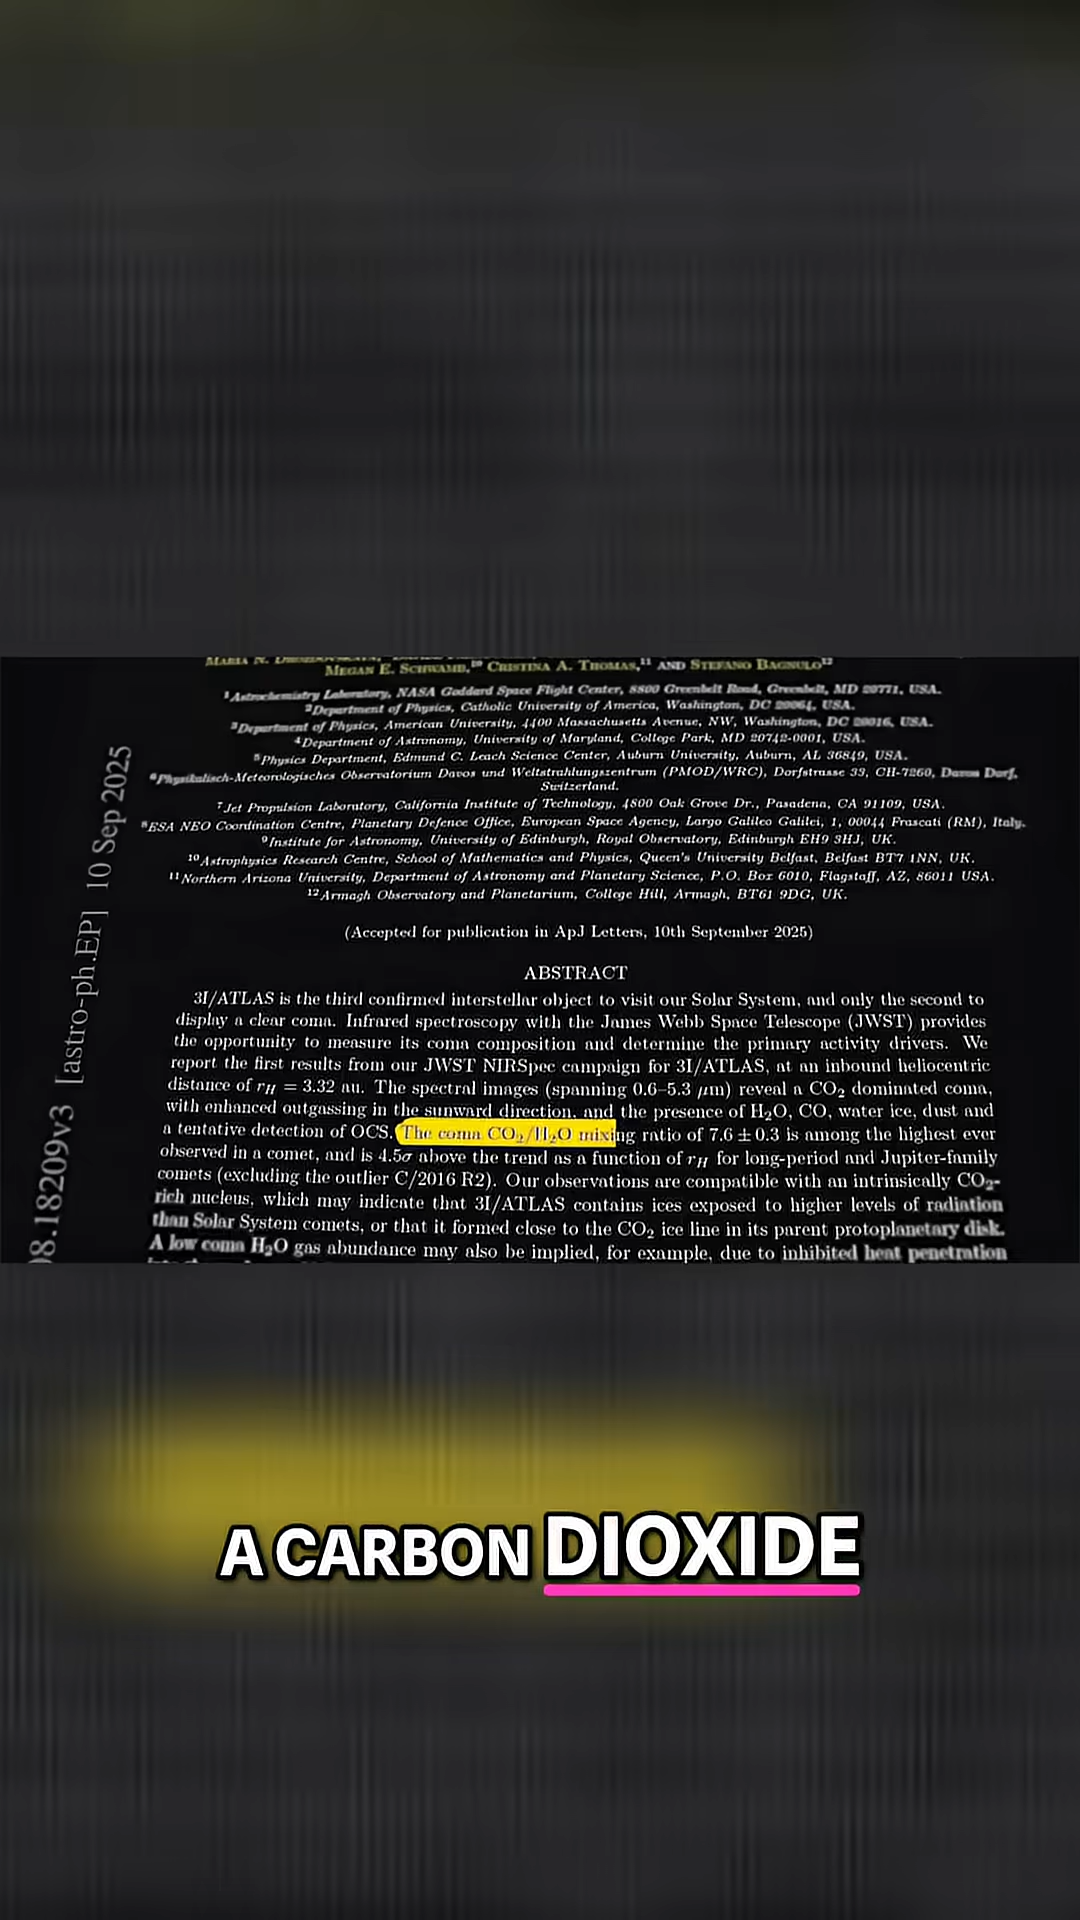 MEGAN E. SCHWAMB,10 CRISTINA A. THOMAS,11 AND STEFANO BAGNULO12
1Astrochemistry Laboratory, NASA Goddard Space Flight Center, 8800 Greenbelt Road, Greenbelt, MD 20771, USA.
2Department of Physics, Catholic University of America, Washington, DC 20064, USA.
3Department of Physics, American University, 4400 Massachusetts Avenue, NW, Washington, DC 20016, USA.
4Department of Astronomy, University of Maryland, College Park, MD 20742-0001, USA.
5Physics Department, Edmund C. Leach Science Center, Auburn University, Auburn, AL 36849, USA.
6Physikalisch-Meteorologisches Observatorium Davos und Weltstrahlungszentrum (PMOD/WRC), Dorfstrasse 33, CH-7260, Davos Dorf,
Switzerland.
7Jet Propulsion Laboratory, California Institute of Technology, 4800 Oak Grove Dr., Pasadena, CA 91109, USA.
8ESA NEO Coordination Centre, Planetary Defence Office, European Space Agency, Largo Galileo Galilei, 1, 00044 Frascati (RM), Italy.
9Institute for Astronomy, University of Edinburgh, Royal Observatory, Edinburgh EH9 3HJ, UK.
10Astrophysics Research Centre, School of Mathematics and Physics, Queen's University Belfast, Belfast BT7 1NN, UK.
11Northern Arizona University, Department of Astronomy and Planetary Science, P.O. Box 6010, Flagstaff, AZ, 86011 USA.
12Armagh Observatory and Planetarium, College Hill, Armagh, BT61 9DG, UK.
(Accepted for publication in ApJ Letters, 10th September 2025)
ABSTRACT
3I/ATLAS is the third confirmed interstellar object to visit our Solar System, and only the second to
display a clear coma. Infrared spectroscopy with the James Webb Space Telescope (JWST) provides
the opportunity to measure its coma composition and determine the primary activity drivers. We
report the first results from our JWST NIRSpec campaign for 3I/ATLAS, at an inbound heliocentric
distance of rH = 3.32 au. The spectral images (spanning 0.6–5.3 μm) reveal a CO2 dominated coma,
with enhanced outgassing in the sunward direction, and the presence of H2O, CO, water ice, dust and
a tentative detection of OCS. The coma CO2/H2O mixing ratio of 7.6 ± 0.3 is among the highest ever
observed in a comet, and is 4.5σ above the trend as a function of rH for long-period and Jupiter-family
comets (excluding the outlier C/2016 R2). Our observations are compatible with an intrinsically CO2-
rich nucleus, which may indicate that 3I/ATLAS contains ices exposed to higher levels of radiation
than Solar System comets, or that it formed close to the CO2 ice line in its parent protoplanetary disk.
A low coma H2O gas abundance may also be implied, for example, due to inhibited heat penetration
08.18209v3 [astro-ph.EP] 10 Sep 2025
A CARBON DIOXIDE